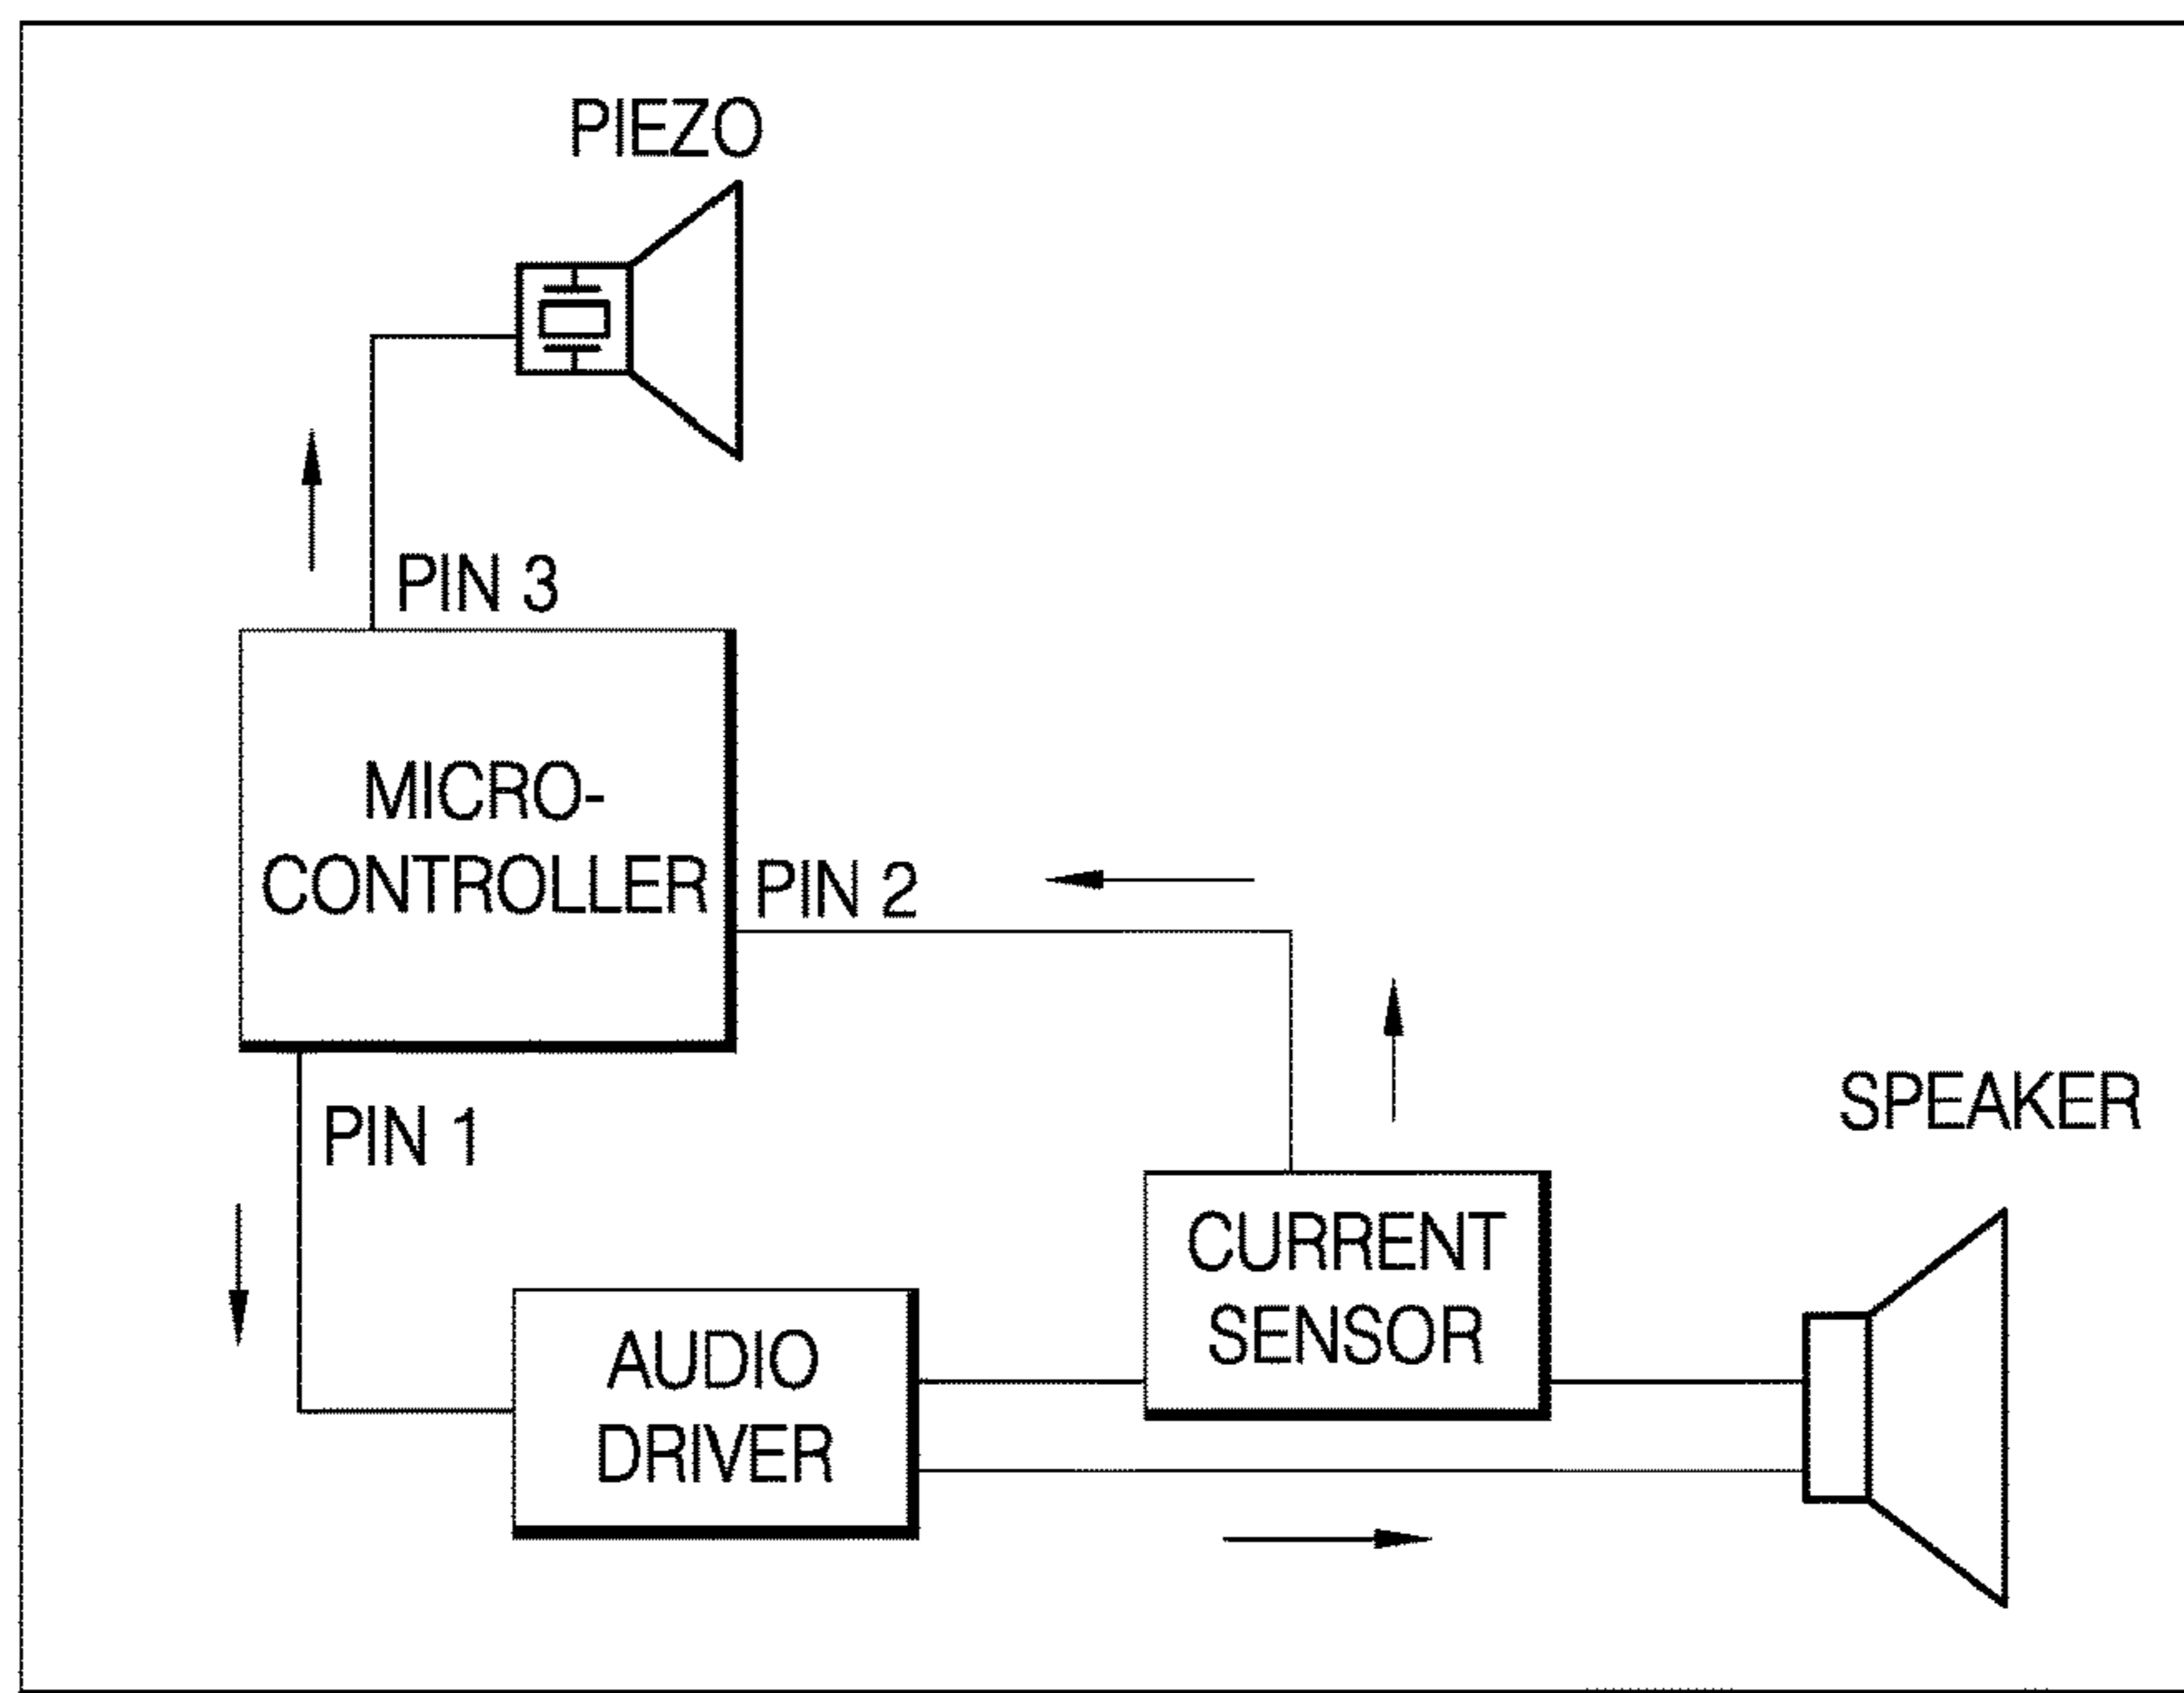 PIEZO
PIN 3
MICRO-
CONTROLLER
PIN 2
PIN 1
SPEAKER
CURRENT
SENSOR
AUDIO
DRIVER